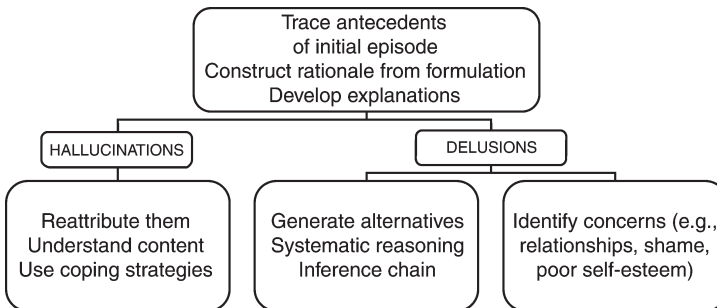 Trace antecedents
of initial episode
Construct rationale from formulation
Develop explanations
HALLUCINATIONS
DELUSIONS
Reattribute them
Understand content
Use coping strategies
Generate alternatives
Systematic reasoning
Inference chain
Identify concerns (e.g.,
relationships, shame,
poor self-esteem)